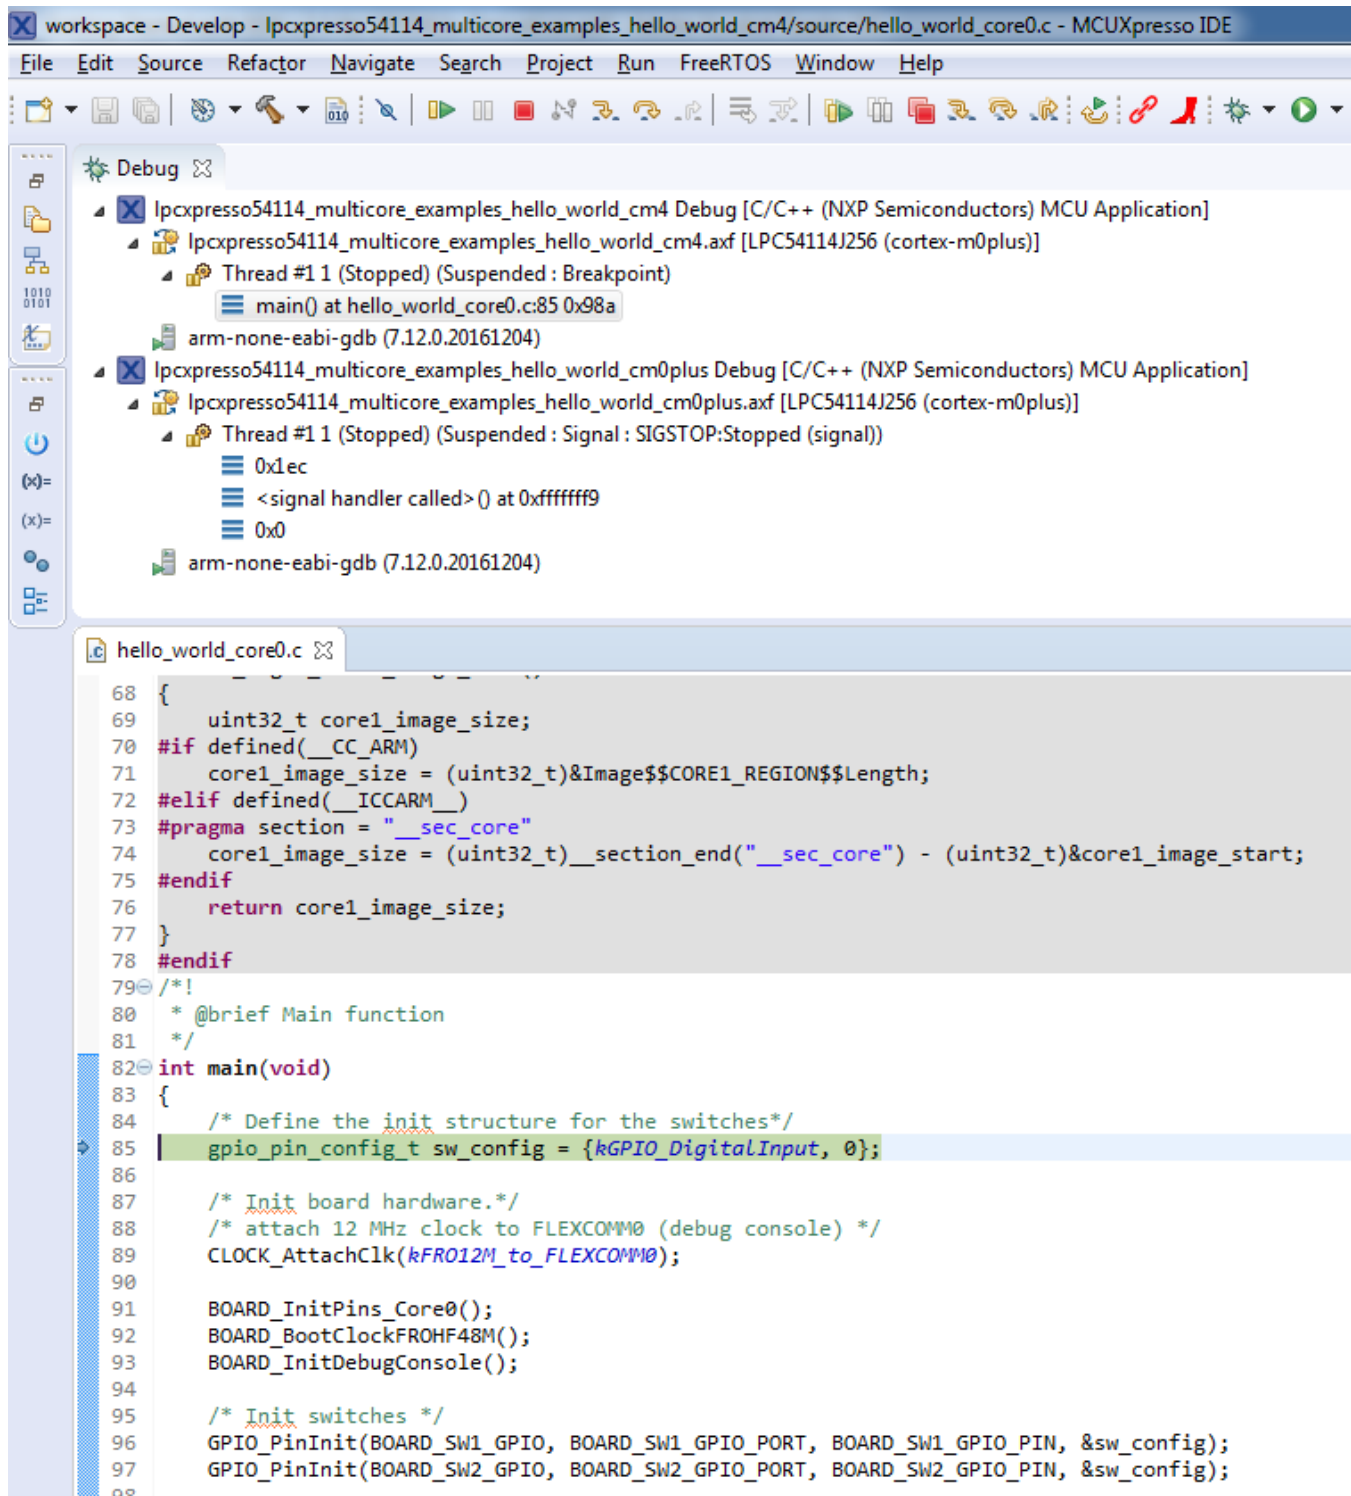 workspace - Develop - lpcxpresso54114_multicore_examples_hello_world_cm4/source/hello_world_core0.c - MCUXpresso IDE
File Edit Source Refactor Navigate Search Project Run FreeRTOS Window Help
Debug
lpcxpresso54114_multicore_examples_hello_world_cm4 Debug [C/C++ (NXP Semiconductors) MCU Application]
lpcxpresso54114_multicore_examples_hello_world_cm4.axf [LPC54114J256 (cortex-m0plus)]
Thread #1 1 (Stopped) (Suspended : Breakpoint)
main() at hello_world_core0.c:85 0x98a
arm-none-eabi-gdb (7.12.0.20161204)
lpcxpresso54114_multicore_examples_hello_world_cm0plus Debug [C/C++ (NXP Semiconductors) MCU Application]
lpcxpresso54114_multicore_examples_hello_world_cm0plus.axf [LPC54114J256 (cortex-m0plus)]
Thread #1 1 (Stopped) (Suspended : Signal : SIGSTOP:Stopped (signal))
0x1ec
<signal handler called>() at 0xfffffff9
0x0
arm-none-eabi-gdb (7.12.0.20161204)
hello_world_core0.c
68 {
69     uint32_t core1_image_size;
70 #if defined(__CC_ARM)
71     core1_image_size = (uint32_t)&Image$$CORE1_REGION$$Length;
72 #elif defined(__ICCARM__)
73 #pragma section = "__sec_core"
74     core1_image_size = (uint32_t)__section_end("__sec_core") - (uint32_t)&core1_image_start;
75 #endif
76     return core1_image_size;
77 }
78 #endif
79 /*!
80  * @brief Main function
81  */
82 int main(void)
83 {
84     /* Define the init structure for the switches*/
85     gpio_pin_config_t sw_config = {kGPIO_DigitalInput, 0};
86
87     /* Init board hardware.*/
88     /* attach 12 MHz clock to FLEXCOMM0 (debug console) */
89     CLOCK_AttachClk(kFRO12M_to_FLEXCOMM0);
90
91     BOARD_InitPins_Core0();
92     BOARD_BootClockFROHF48M();
93     BOARD_InitDebugConsole();
94
95     /* Init switches */
96     GPIO_PinInit(BOARD_SW1_GPIO, BOARD_SW1_GPIO_PORT, BOARD_SW1_GPIO_PIN, &sw_config);
97     GPIO_PinInit(BOARD_SW2_GPIO, BOARD_SW2_GPIO_PORT, BOARD_SW2_GPIO_PIN, &sw_config);
98